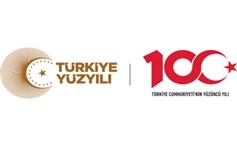 TÜRKİYE
YÜZYILI
100
TÜRKİYE CUMHURİYETİ'NİN YÜZÜNCÜ YILI